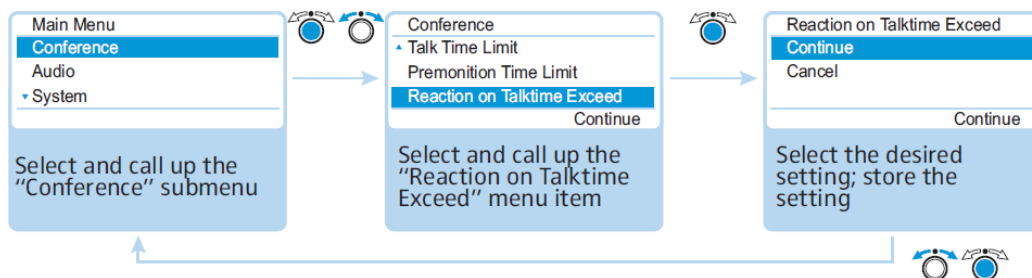 Main Menu
Conference
Audio
System
Select and call up the
"Conference" submenu
Conference
Talk Time Limit
Premonition Time Limit
Reaction on Talktime Exceed
Continue
Select and call up the
"Reaction on Talktime
Exceed" menu item
Reaction on Talktime Exceed
Continue
Cancel
Continue
Select the desired
setting; store the
setting